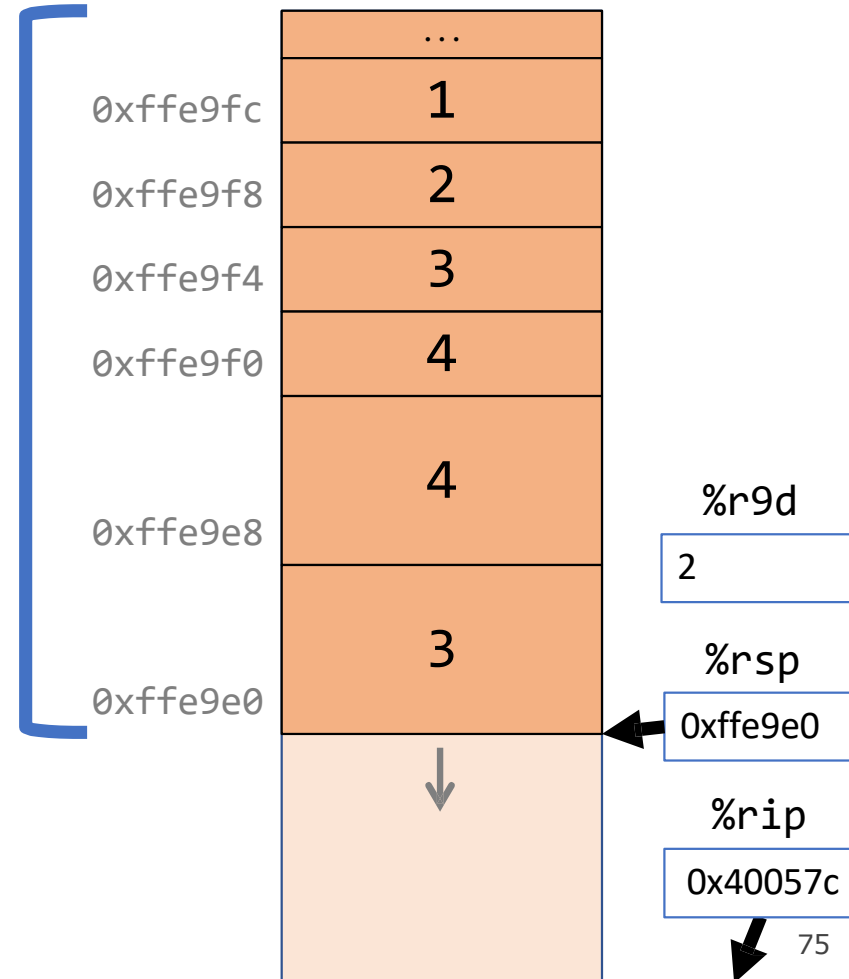 ...
0xffe9fc 1
0xffe9f8 2
0xffe9f4 3
0xffe9f0 4
4
0xffe9e8
%r9d
2
3
%rsp
0xffe9e0
0xffe9e0
%rip
0x40057c
75